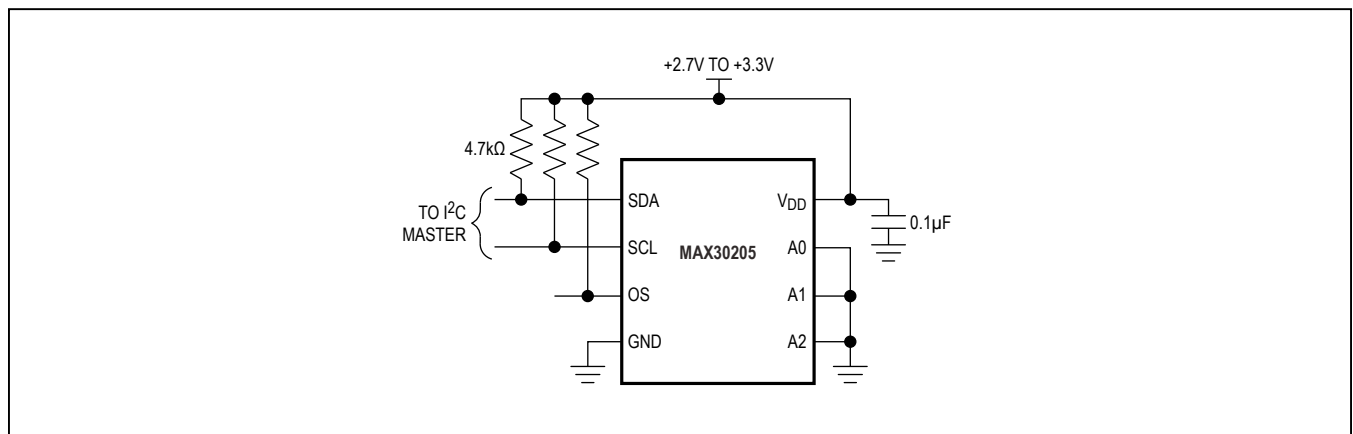 +2.7V TO +3.3V
4.7kΩ
TO I²C
MASTER
SDA
SCL
OS
GND
MAX30205
VDD
A0
A1
A2
0.1µF